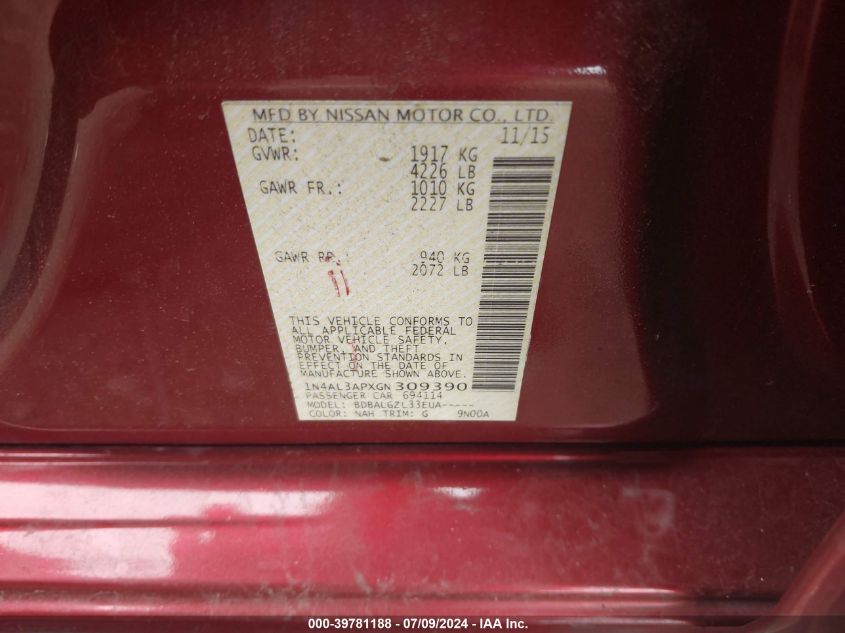 MFD BY NISSAN MOTOR CO., LTD.
DATE: 11/15
GVWR: 1917 KG
4226 LB
GAWR FR.: 1010 KG
2227 LB
GAWR RR.: 940 KG
2072 LB
THIS VEHICLE CONFORMS TO
ALL APPLICABLE FEDERAL
MOTOR VEHICLE SAFETY,
BUMPER, AND THEFT
PREVENTION STANDARDS IN
EFFECT ON THE DATE OF
MANUFACTURE SHOWN ABOVE.
1N4AL3APXGN309390
PASSENGER CAR 694114
MODEL: BDBALGZL33EUA-----
COLOR: NAH TRIM: G 9N00A
000-39781188 - 07/09/2024 - IAA Inc.